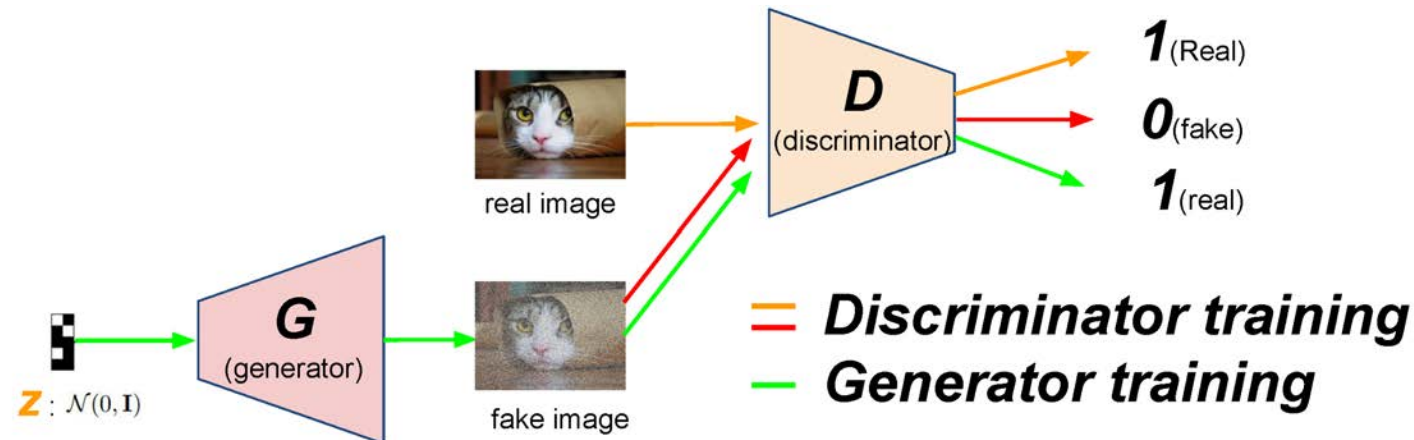 D
(discriminator)
1(Real)
0(fake)
1(real)
real image
G
(generator)
z : 𝒩(0, I)
fake image
Discriminator training
Generator training